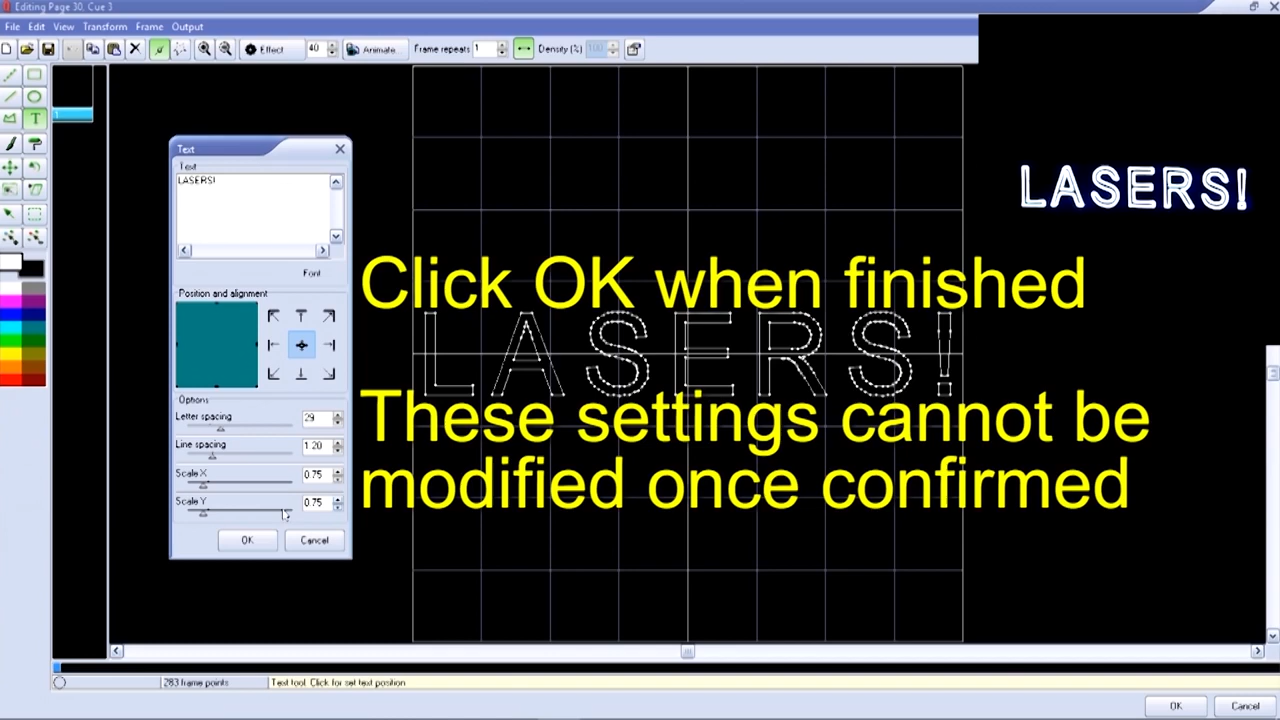 Editing Page 30, Cue 3
File Edit View Transform Frame Output
Effect 40 Animate Frame repeats 1 Density (%) 100
1
Text
Text
LASERS!
Font
Position and alignment
Options
Letter spacing 29
Line spacing 1.20
Scale X 0.75
Scale Y 0.75
OK Cancel
LASERS!
Click OK when finished
LASERS!
These settings cannot be
modified once confirmed
283 frame points Text tool. Click for set text position
OK Cancel